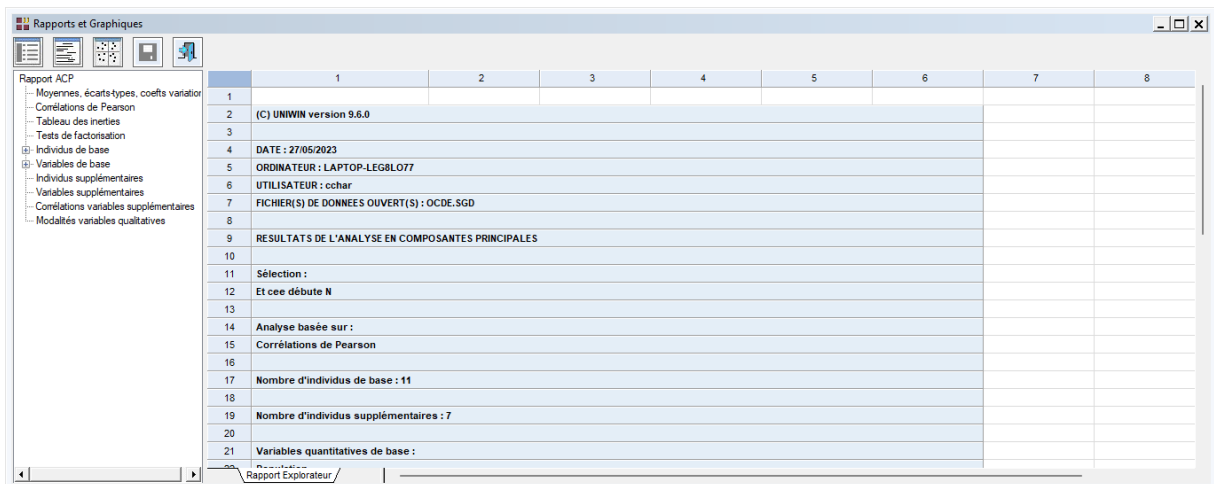 Rapports et Graphiques
Rapport ACP
Moyennes, écarts-types, coefts variation
Corrélations de Pearson
Tableau des inerties
Tests de factorisation
Individus de base
Variables de base
Individus supplémentaires
Variables supplémentaires
Corrélations variables supplémentaires
Modalités variables qualitatives
1 2 3 4 5 6 7 8
1
2 (C) UNIWIN version 9.6.0
3
4 DATE : 27/05/2023
5 ORDINATEUR : LAPTOP-LEG8LO77
6 UTILISATEUR : cchar
7 FICHIER(S) DE DONNEES OUVERT(S) : OCDE.SGD
8
9 RESULTATS DE L'ANALYSE EN COMPOSANTES PRINCIPALES
10
11 Sélection :
12 Et cee débute N
13
14 Analyse basée sur :
15 Corrélations de Pearson
16
17 Nombre d'individus de base : 11
18
19 Nombre d'individus supplémentaires : 7
20
21 Variables quantitatives de base :
22 Population
Rapport Explorateur